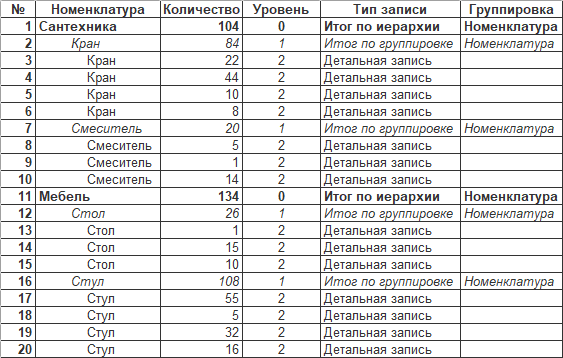 № Номенклатура Количество Уровень Тип записи Группировка
1 Сантехника 104 0 Итог по иерархии Номенклатура
2 Кран 84 1 Итог по группировке Номенклатура
3 Кран 22 2 Детальная запись
4 Кран 44 2 Детальная запись
5 Кран 10 2 Детальная запись
6 Кран 8 2 Детальная запись
7 Смеситель 20 1 Итог по группировке Номенклатура
8 Смеситель 5 2 Детальная запись
9 Смеситель 1 2 Детальная запись
10 Смеситель 14 2 Детальная запись
11 Мебель 134 0 Итог по иерархии Номенклатура
12 Стол 26 1 Итог по группировке Номенклатура
13 Стол 1 2 Детальная запись
14 Стол 15 2 Детальная запись
15 Стол 10 2 Детальная запись
16 Стул 108 1 Итог по группировке Номенклатура
17 Стул 55 2 Детальная запись
18 Стул 5 2 Детальная запись
19 Стул 32 2 Детальная запись
20 Стул 16 2 Детальная запись